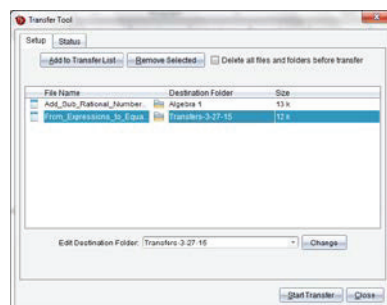 Transfer Tool
Setup Status
Add to Transfer List Remove Selected Delete all files and folders before transfer
File Name Destination Folder Size
Add_Sub_Rational_Number.. Algebra 1 13 k
From_Expressions_to_Equa.. Transfers-3-27-15 12 k
Edit Destination Folder: Transfers-3-27-15 Change
Start Transfer Close